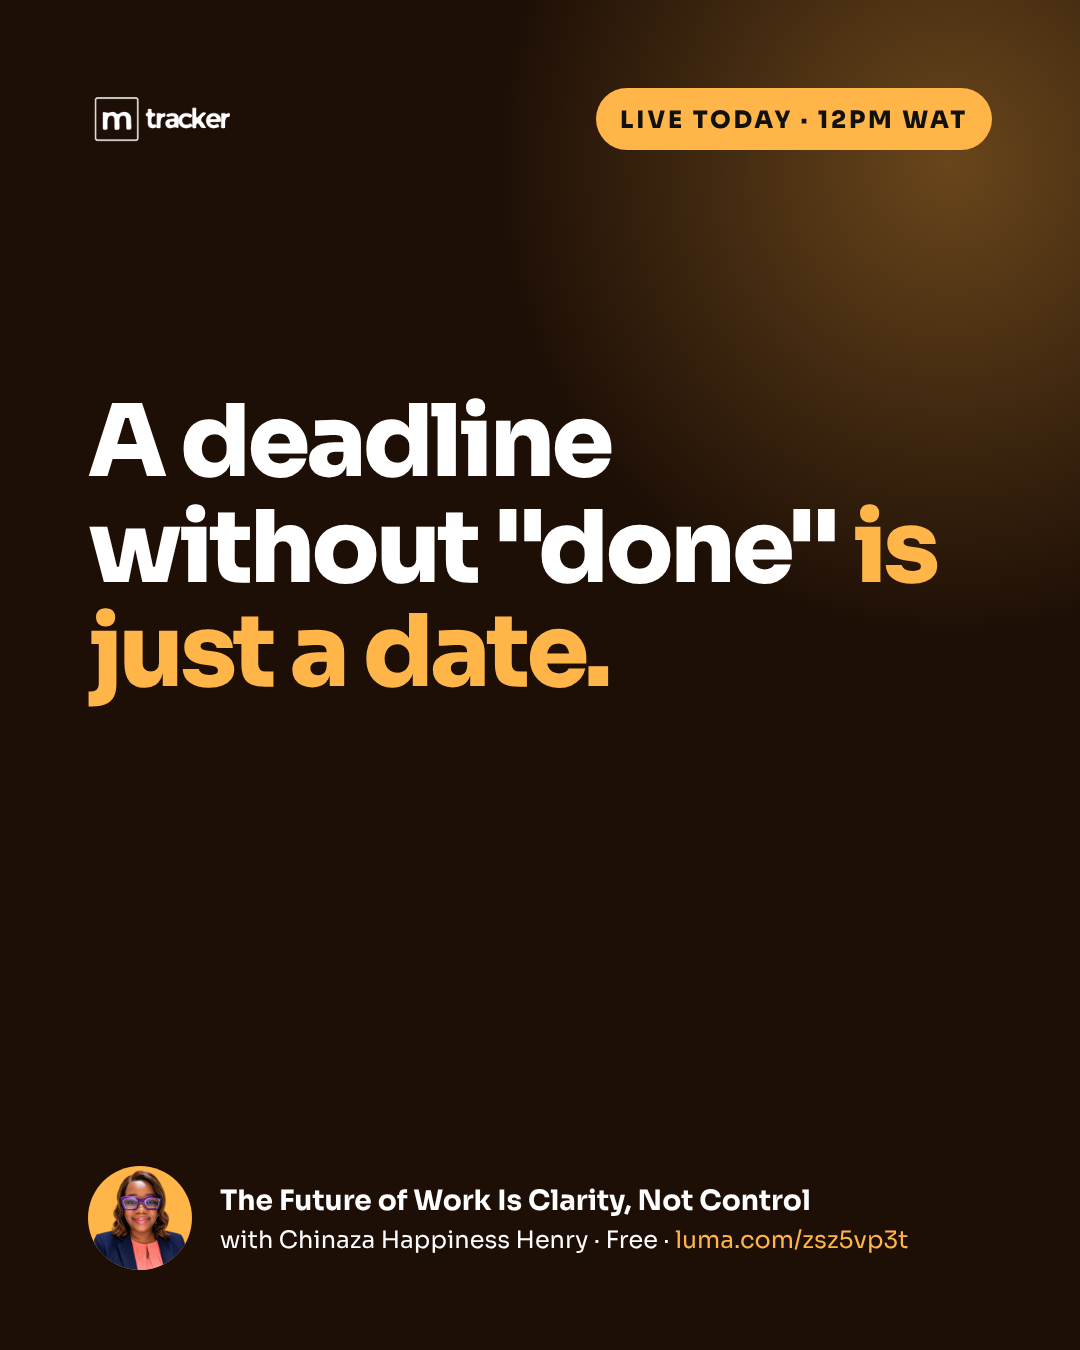 m tracker
LIVE TODAY · 12PM WAT
A deadline
without "done" is
just a date.
The Future of Work Is Clarity, Not Control
with Chinaza Happiness Henry · Free · luma.com/zsz5vp3t